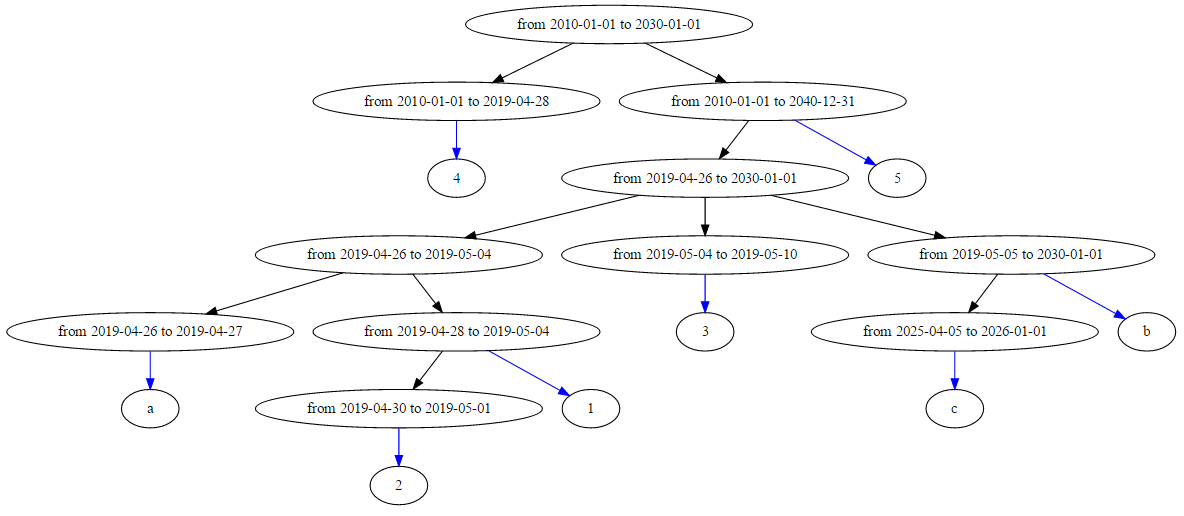 from 2010-01-01 to 2030-01-01
from 2010-01-01 to 2019-04-28
from 2010-01-01 to 2040-12-31
4
from 2019-04-26 to 2030-01-01
5
from 2019-04-26 to 2019-05-04
from 2019-05-04 to 2019-05-10
from 2019-05-05 to 2030-01-01
from 2019-04-26 to 2019-04-27
from 2019-04-28 to 2019-05-04
3
from 2025-04-05 to 2026-01-01
b
a
from 2019-04-30 to 2019-05-01
1
c
2